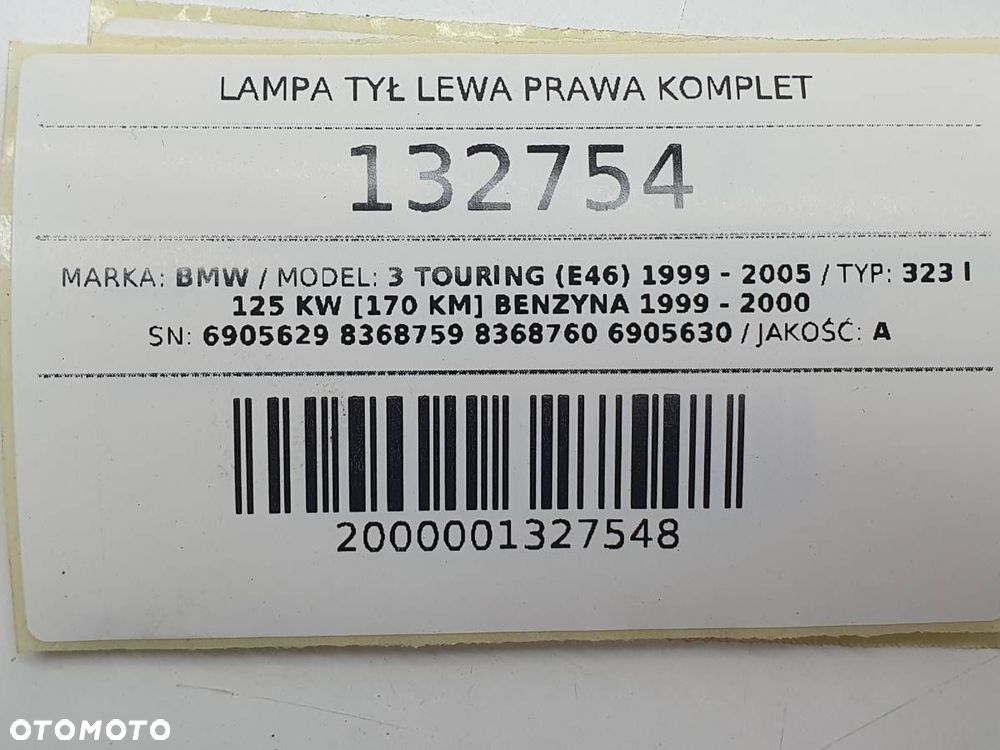 LAMPA TYŁ LEWA PRAWA KOMPLET
132754
MARKA: BMW / MODEL: 3 TOURING (E46) 1999 - 2005 / TYP: 323 I
125 KW [170 KM] BENZYNA 1999 - 2000
SN: 6905629 8368759 8368760 6905630 / JAKOŚĆ: A
2000001327548
OTOMOTO